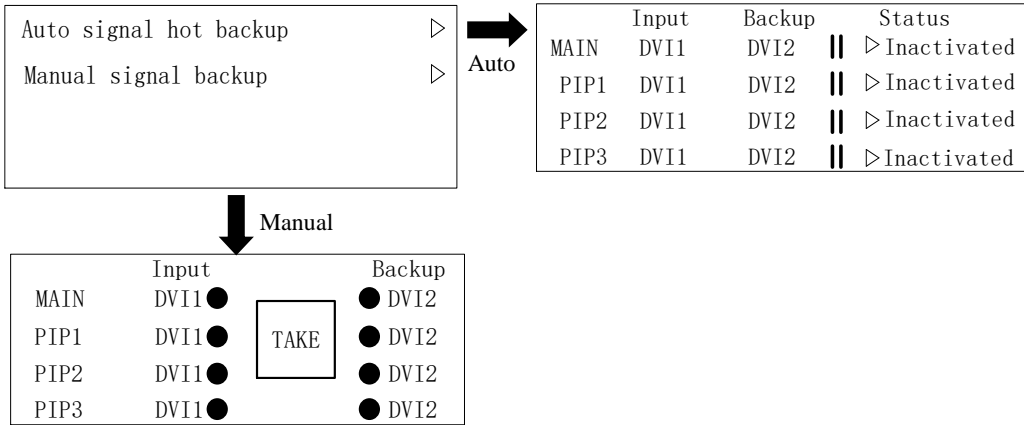 Auto signal hot backup
Manual signal backup
Auto
Input Backup Status
MAIN DVI1 DVI2 Inactivated
PIP1 DVI1 DVI2 Inactivated
PIP2 DVI1 DVI2 Inactivated
PIP3 DVI1 DVI2 Inactivated
Manual
Input Backup
MAIN DVI1 DVI2
PIP1 DVI1 TAKE DVI2
PIP2 DVI1 DVI2
PIP3 DVI1 DVI2